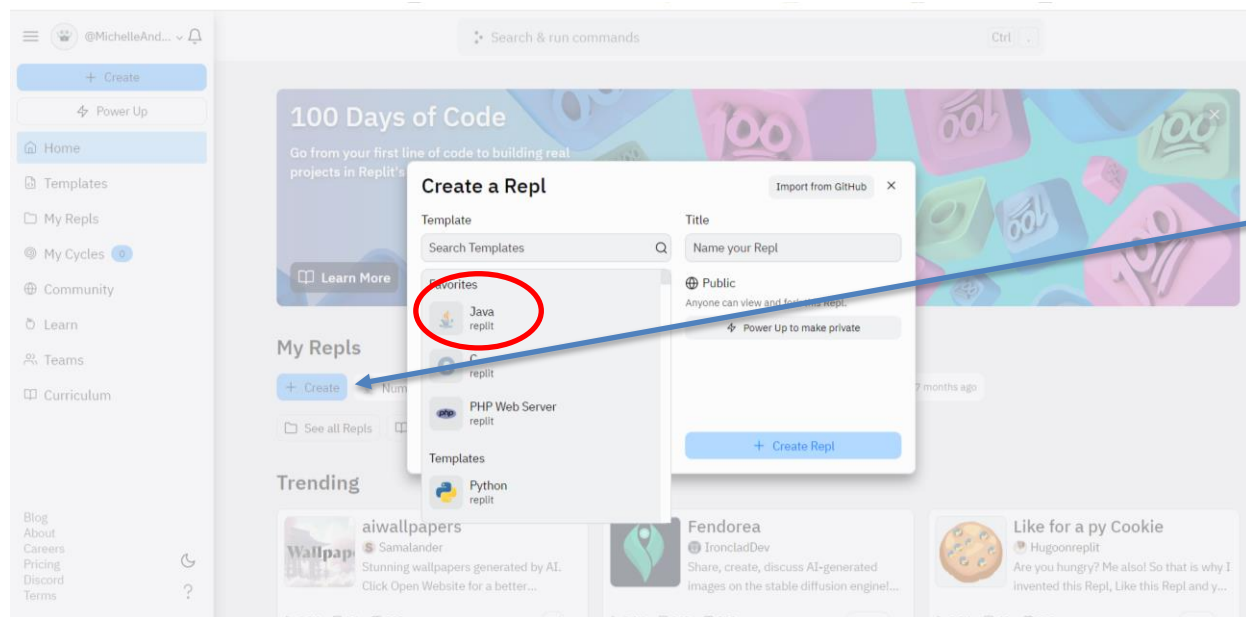 @MichelleAnd...
Search & run commands
Ctrl .
+ Create
Power Up
Home
Templates
My Repls
My Cycles 0
Community
Learn
Teams
Curriculum
Blog
About
Careers
Pricing
Discord
Terms
?
100 Days of Code
Go from your first line of code to building real
projects in Replit's
Learn More
My Repls
+ Create
Num
7 months ago
See all Repls
Create a Repl
Import from GitHub
Template
Search Templates
Favorites
Java
replit
C
replit
PHP Web Server
replit
Templates
Python
replit
Title
Name your Repl
Public
Anyone can view and fork this Repl.
Power Up to make private
+ Create Repl
Trending
Wallpap
aiwallpapers
Samalander
Stunning wallpapers generated by AI.
Click Open Website for a better...
Fendorea
IroncladDev
Share, create, discuss AI-generated
images on the stable diffusion engine!...
Like for a py Cookie
Hugoonreplit
Are you hungry? Me also! So that is why I
invented this Repl, Like this Repl and y...